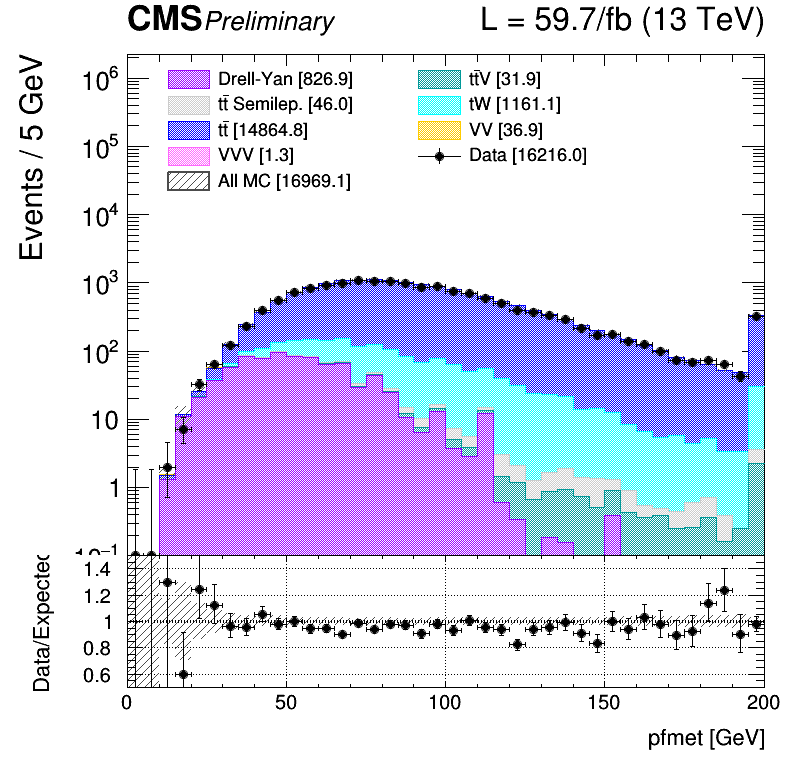 CMS Preliminary L = 59.7/fb (13 TeV)
Events / 5 GeV
Drell-Yan [826.9] tt̄V [31.9]
tt̄ Semilep. [46.0] tW [1161.1]
tt̄ [14864.8] VV [36.9]
VVV [1.3] Data [16216.0]
All MC [16969.1]
10⁶
10⁵
10⁴
10³
10²
10
1
10⁻¹
Data/Expected
1.4
1.2
1
0.8
0.6
0 50 100 150 200
pfmet [GeV]